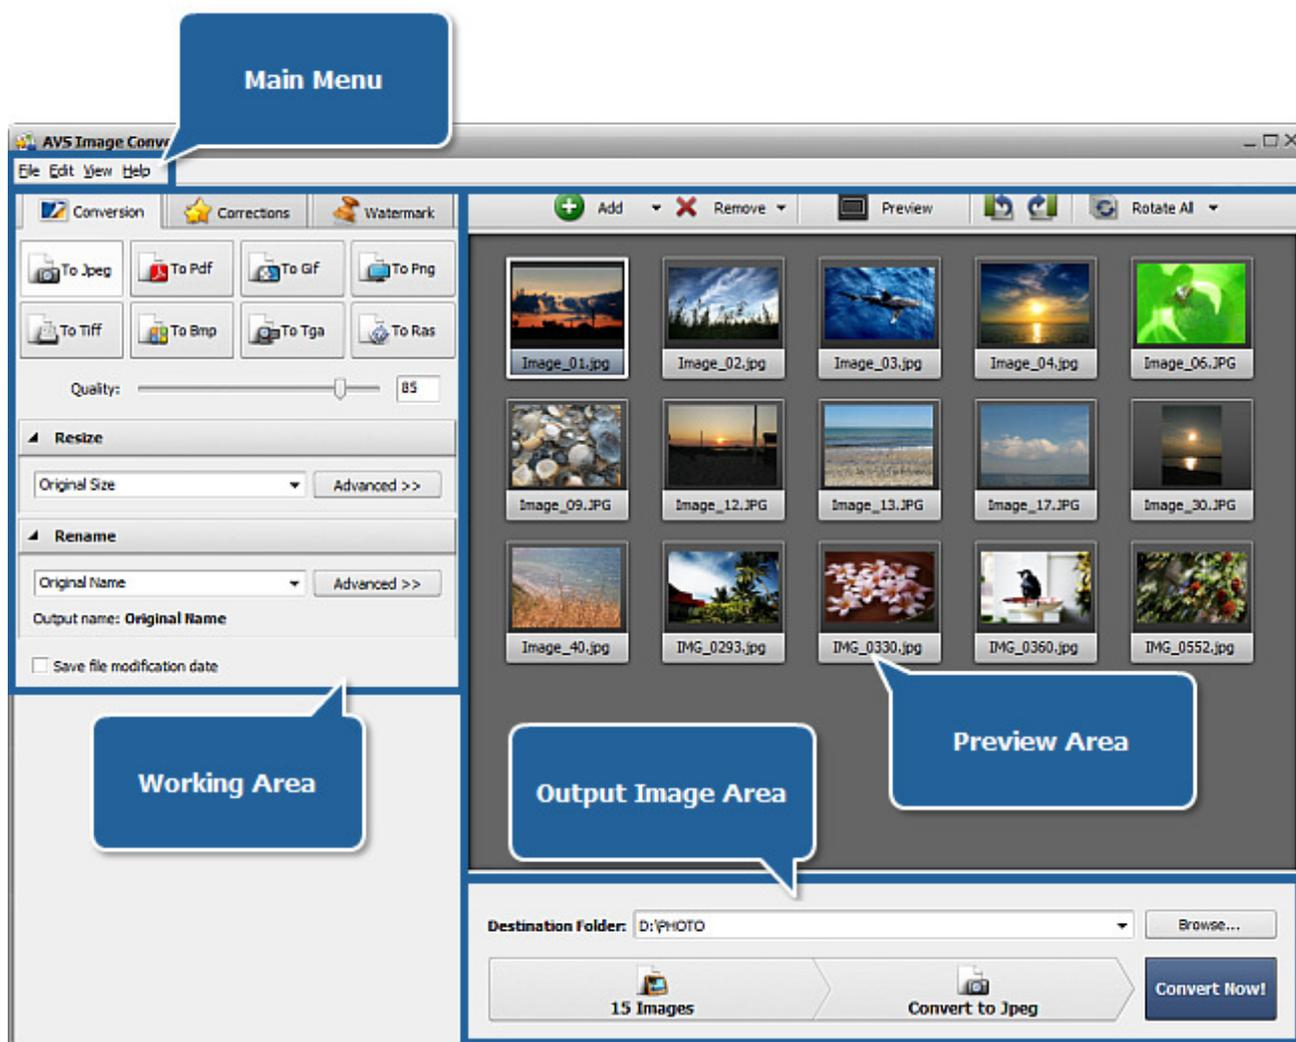 Main Menu
AVS Image Conve
File Edit View Help
Conversion Corrections Watermark
To Jpeg To Pdf To Gif To Png
To Tiff To Bmp To Tga To Ras
Quality: 85
Resize
Original Size Advanced >>
Rename
Original Name Advanced >>
Output name: Original Name
Save file modification date
Working Area
Add Remove Preview Rotate All
Image_01.jpg Image_02.jpg Image_03.jpg Image_04.jpg Image_06.JPG
Image_09.JPG Image_12.JPG Image_13.JPG Image_17.JPG Image_30.JPG
Image_40.jpg IMG_0293.jpg IMG_0330.jpg IMG_0360.jpg IMG_0552.jpg
Preview Area
Output Image Area
Destination Folder: D:\PHOTO Browse...
15 Images Convert to Jpeg Convert Now!